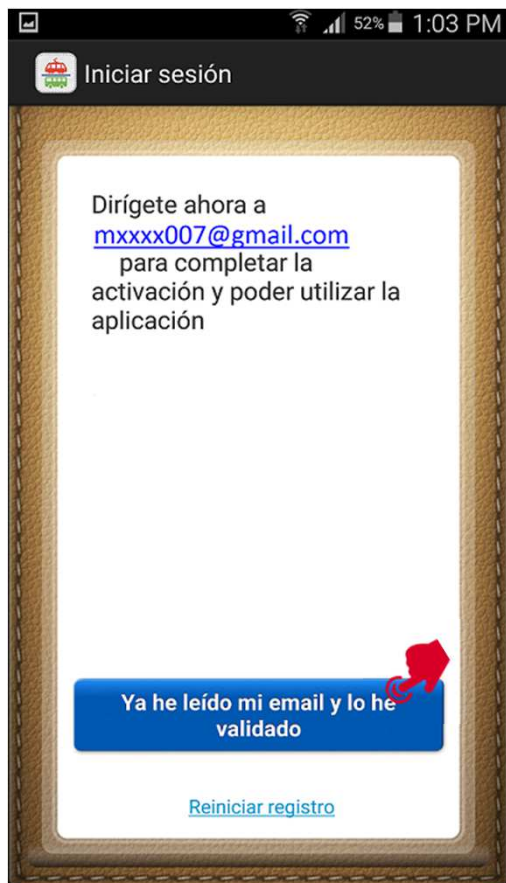 52% 1:03 PM
Iniciar sesión
Dirígete ahora a
mxxxx007@gmail.com
para completar la
activación y poder utilizar la
aplicación
Ya he leído mi email y lo he
validado
Reiniciar registro